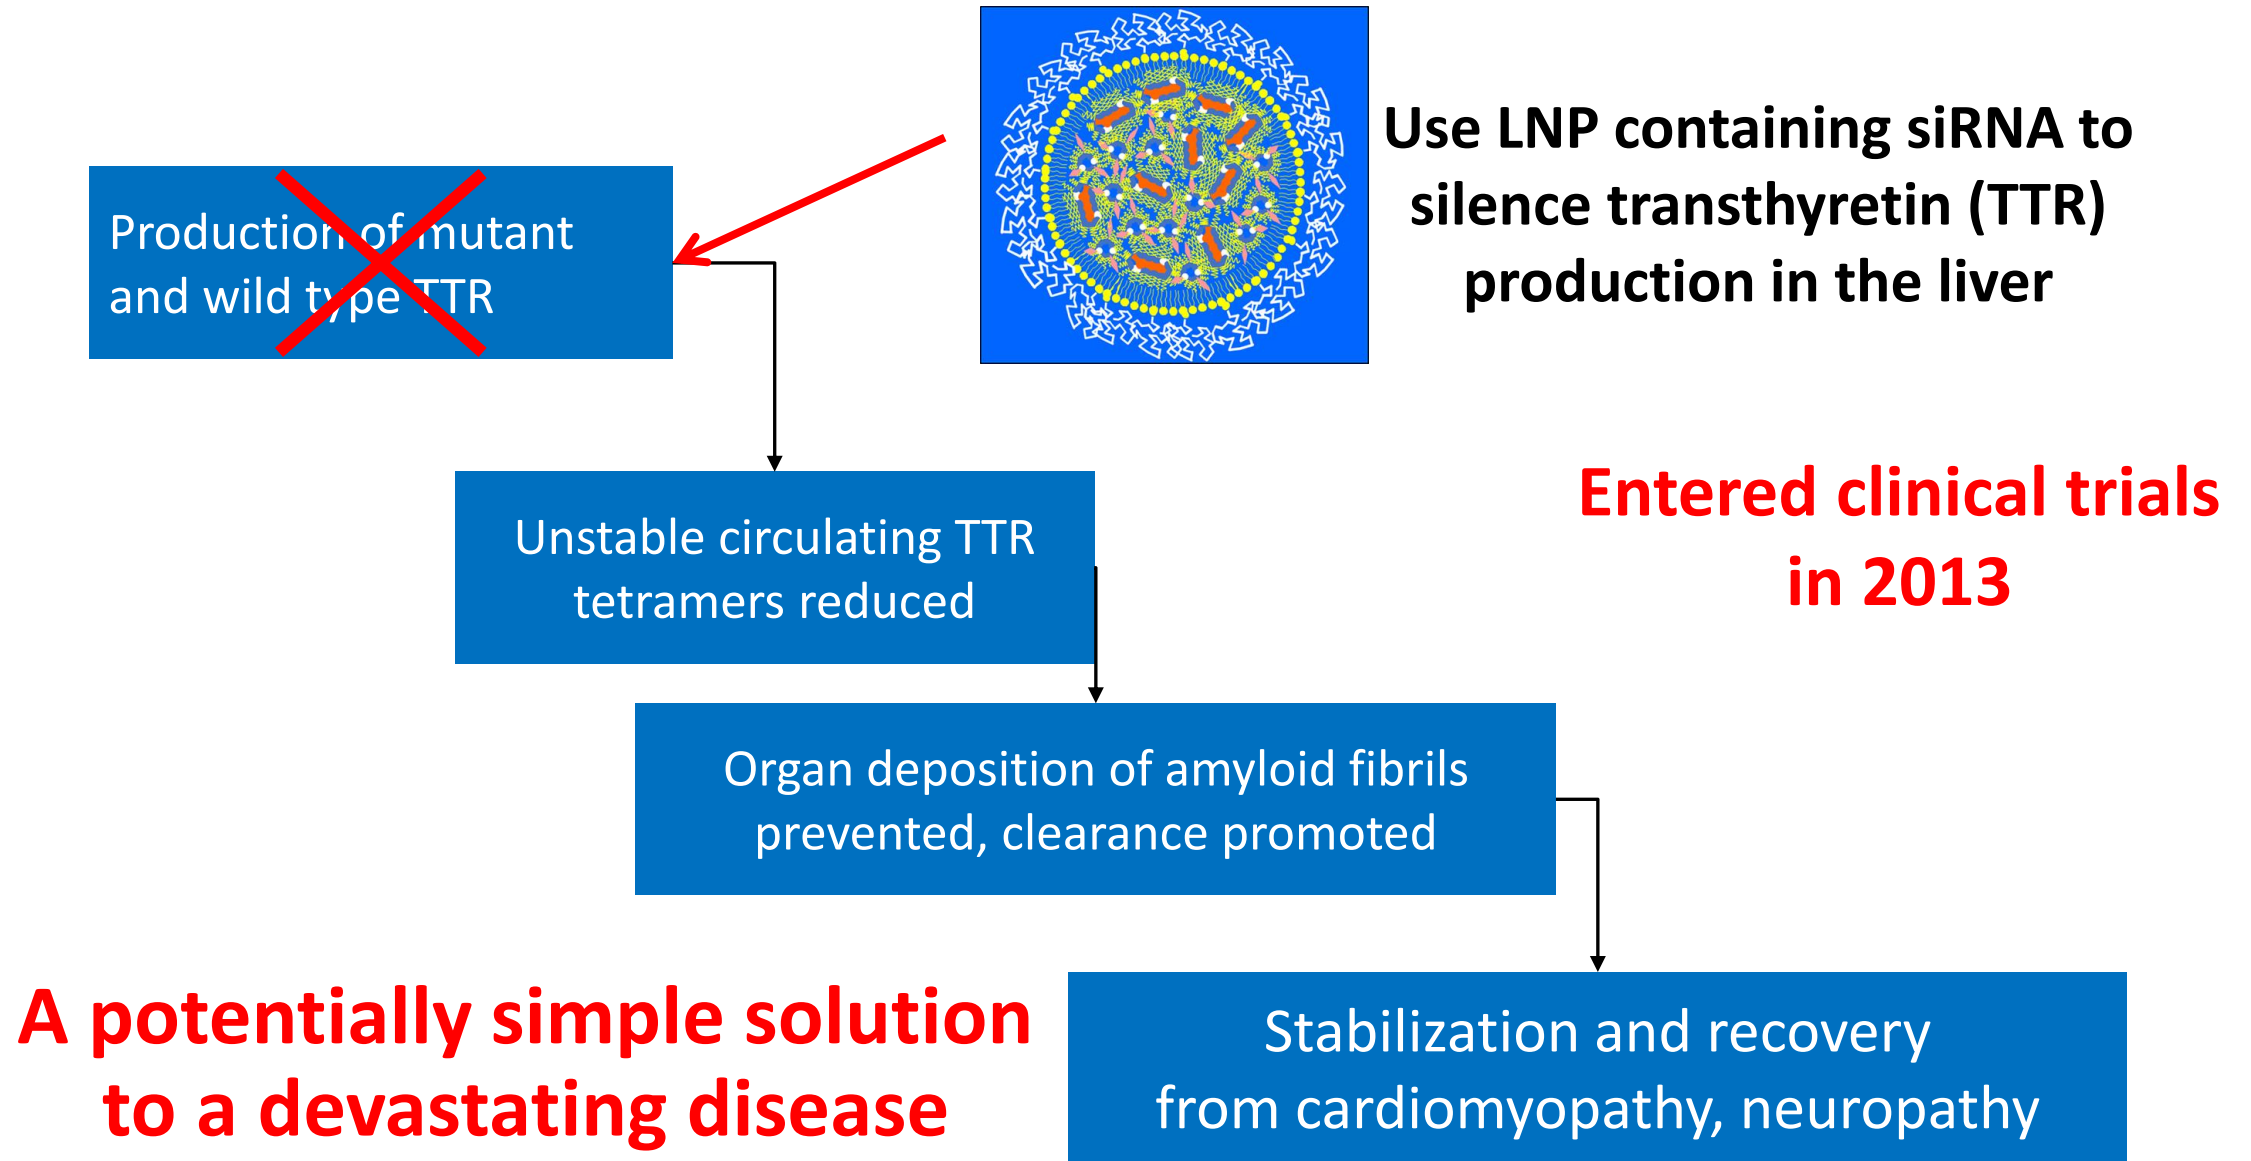 Use LNP containing siRNA to
silence transthyretin (TTR)
production in the liver
Production of mutant
and wild type TTR
Entered clinical trials
in 2013
Unstable circulating TTR
tetramers reduced
Organ deposition of amyloid fibrils
prevented, clearance promoted
A potentially simple solution
to a devastating disease
Stabilization and recovery
from cardiomyopathy, neuropathy